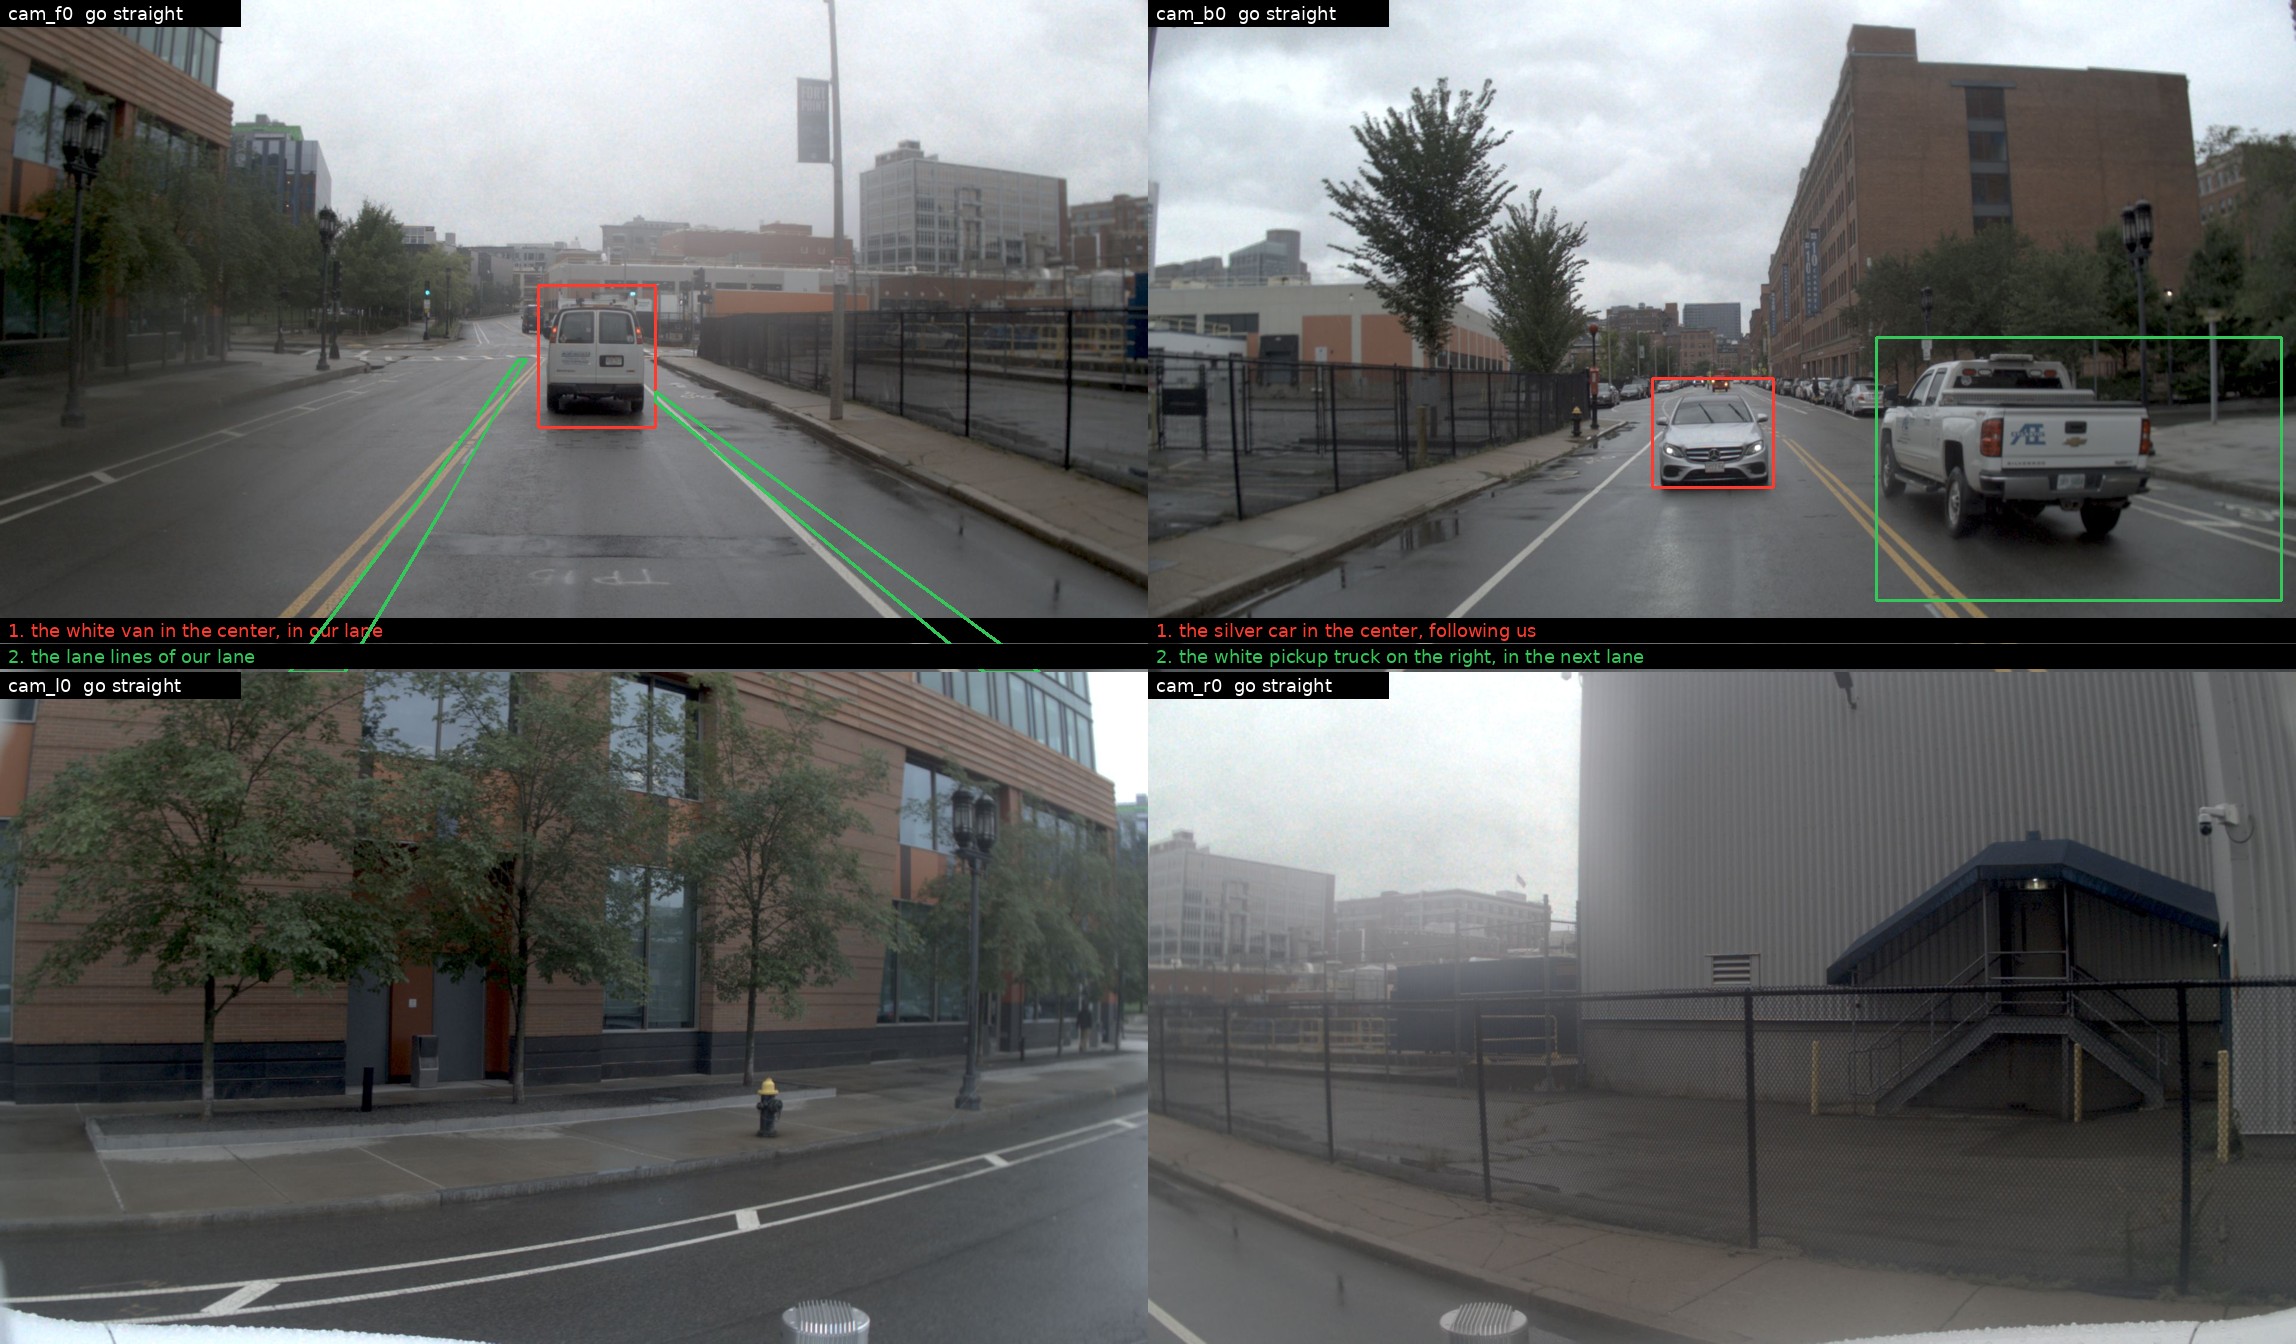 cam_f0 go straight
FORT
POINT
1. the white van in the center, in our lane
2. the lane lines of our lane
cam_b0 go straight
1. the silver car in the center, following us
2. the white pickup truck on the right, in the next lane
cam_l0 go straight
cam_r0 go straight